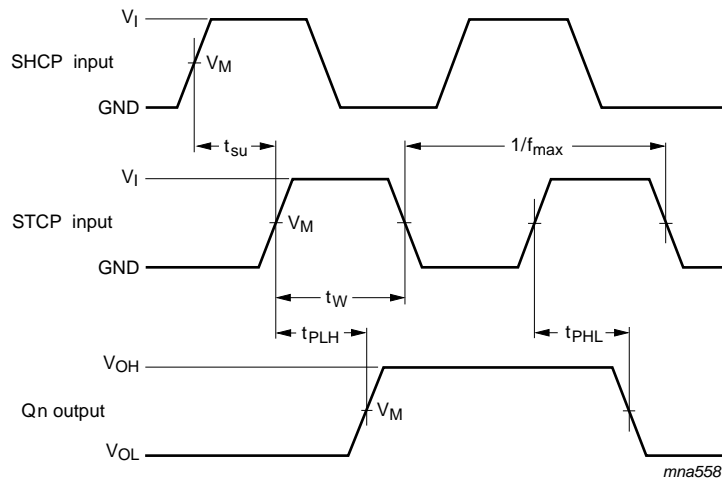 VI
SHCP input
VM
GND
tsu
1/fmax
VI
STCP input
VM
GND
tW
tPLH
tPHL
VOH
Qn output
VM
VOL
mna558